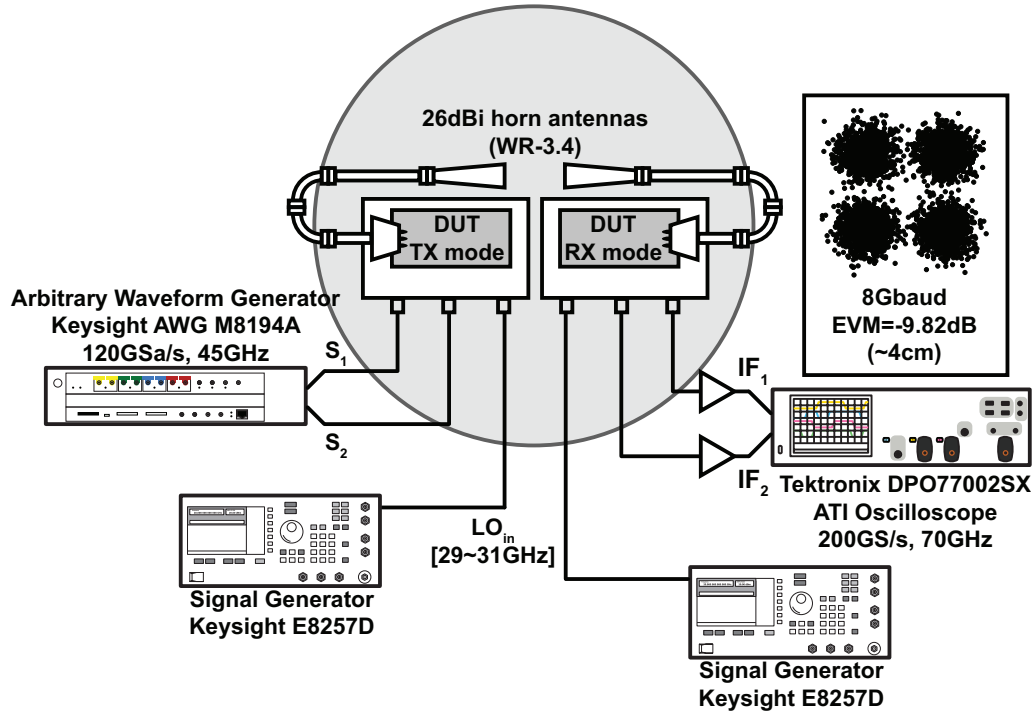 26dBi horn antennas
(WR-3.4)
DUT
TX mode
DUT
RX mode
8Gbaud
EVM=-9.82dB
(~4cm)
Arbitrary Waveform Generator
Keysight AWG M8194A
120GSa/s, 45GHz
S1
S2
IF1
IF2
Tektronix DPO77002SX
ATI Oscilloscope
200GS/s, 70GHz
LOin
[29~31GHz]
Signal Generator
Keysight E8257D
Signal Generator
Keysight E8257D